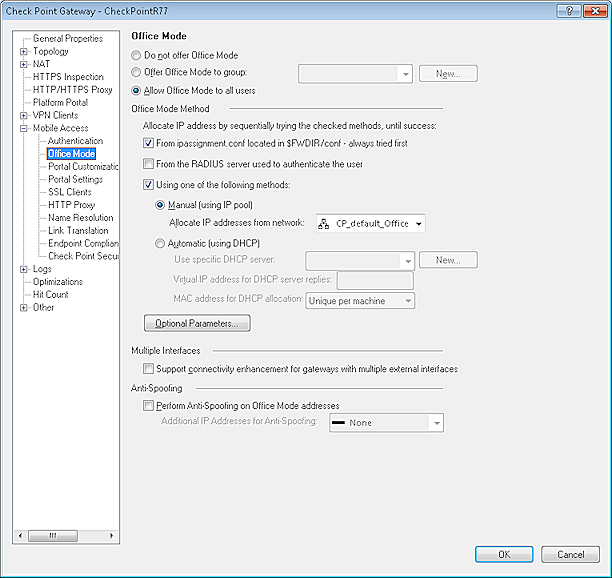 Check Point Gateway - CheckPointR77
General Properties
Topology
NAT
HTTPS Inspection
HTTP/HTTPS Proxy
Platform Portal
VPN Clients
Mobile Access
Authentication
Office Mode
Portal Customizatic
Portal Settings
SSL Clients
HTTP Proxy
Name Resolution
Link Translation
Endpoint Complian
Check Point Secu
Logs
Optimizations
Hit Count
Other
Office Mode
Do not offer Office Mode
Offer Office Mode to group:
New...
Allow Office Mode to all users
Office Mode Method
Allocate IP address by sequentially trying the checked methods, until success:
From ipassignment.conf located in $FWDIR/conf - always tried first
From the RADIUS server used to authenticate the user
Using one of the following methods:
Manual (using IP pool)
Allocate IP addresses from network: CP_default_Office
Automatic (using DHCP)
Use specific DHCP server: New...
Virtual IP address for DHCP server replies:
MAC address for DHCP allocation: Unique per machine
Optional Parameters...
Multiple Interfaces
Support connectivity enhancement for gateways with multiple external interfaces
Anti-Spoofing
Perform Anti-Spoofing on Office Mode addresses
Additional IP Addresses for Anti-Spoofing: None
OK Cancel